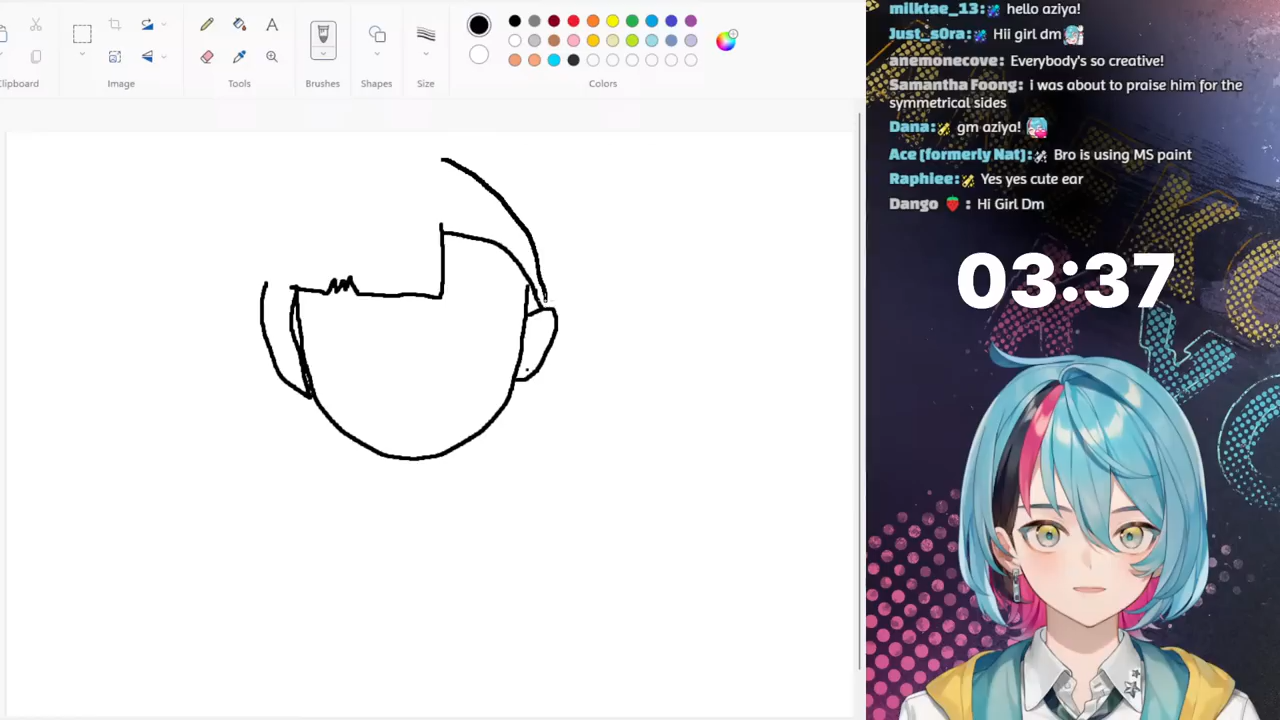 Clipboard
Image
Tools
Brushes
Shapes
Size
Colors
A
milktae_13: hello aziya!
Just_s0ra: Hii girl dm
anemonecove: Everybody's so creative!
Samantha Foong: i was about to praise him for the
symmetrical sides
Dana: gm aziya!
Ace (formerly Nat): Bro is using MS paint
Raphiee: Yes yes cute ear
Dango : Hi Girl Dm
03:37